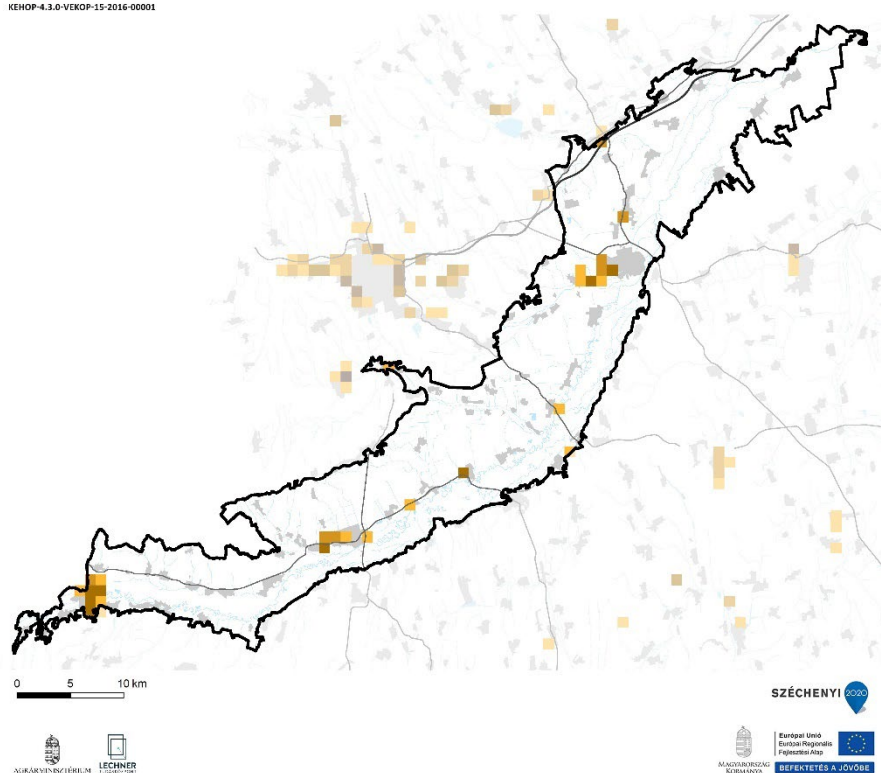 KEHOP-4.3.0-VEKOP-15-2016-00001
0 5 10 km
SZÉCHENYI 2020
AGRÁRMINISZTÉRIUM
LECHNER
MAGYARORSZÁG
KORMÁNYA
Európai Unió
Európai Regionális
Fejlesztési Alap
BEFEKTETÉS A JÖVŐBE